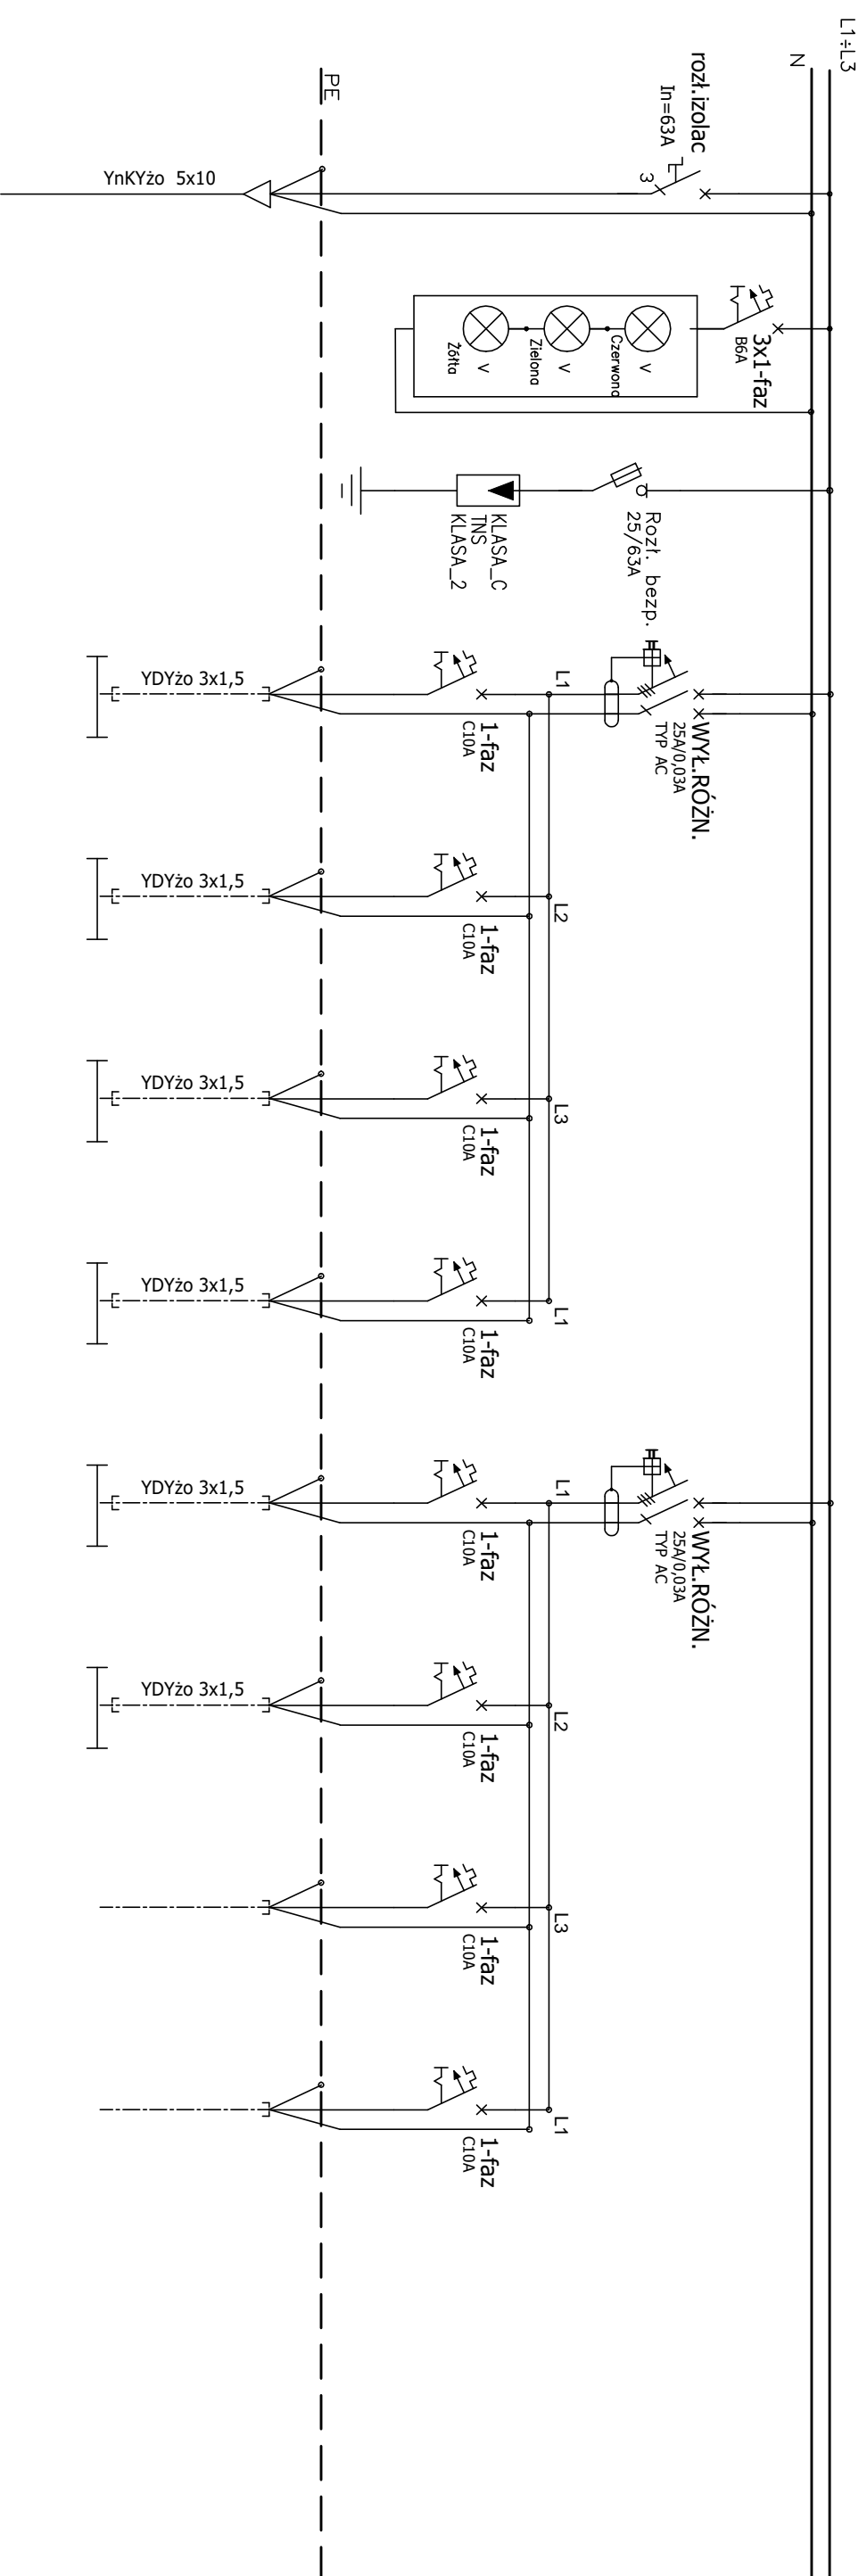 L1÷L3
N
PE
rozł.izolac
In=63A
3
YnKYżo 5x10
3x1-faz
B6A
V
Czerwona
V
Zielona
V
Żółta
Rozł. bezp.
25/63A
KLASA_C
TNS
KLASA_2
WYŁ.RÓŻN.
25A/0,03A
TYP AC
L1
1-faz
C10A
YDYżo 3x1,5
L2
1-faz
C10A
YDYżo 3x1,5
L3
1-faz
C10A
YDYżo 3x1,5
L1
1-faz
C10A
YDYżo 3x1,5
WYŁ.RÓŻN.
25A/0,03A
TYP AC
L1
1-faz
C10A
YDYżo 3x1,5
L2
1-faz
C10A
YDYżo 3x1,5
L3
1-faz
C10A
L1
1-faz
C10A